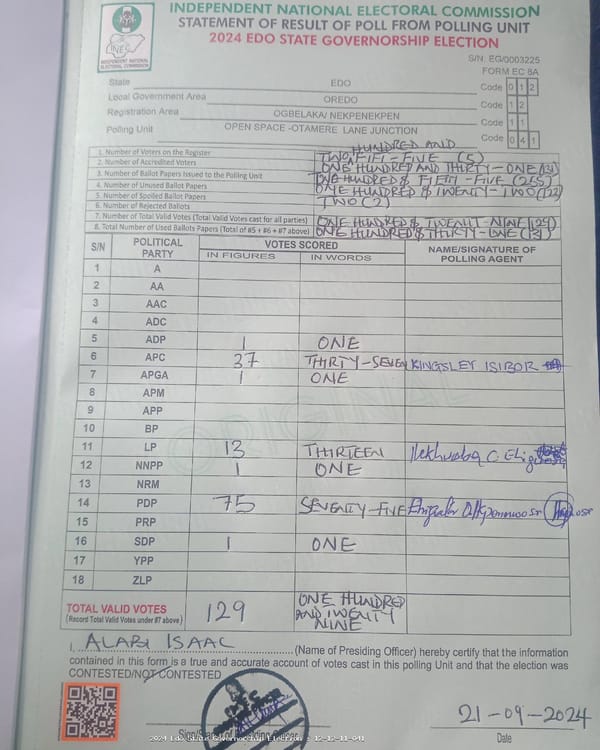 INDEPENDENT NATIONAL ELECTORAL COMMISSION
STATEMENT OF RESULT OF POLL FROM POLLING UNIT
2024 EDO STATE GOVERNORSHIP ELECTION
INEC
INDEPENDENT NATIONAL ELECTORAL COMMISSION
S/N. EG/0003225
FORM EC 8A
State EDO Code 0 1 2
Local Government Area OREDO Code 1 2
Registration Area OGBELAKA/ NEKPENEKPEN Code 1 1
Polling Unit OPEN SPACE -OTAMERE LANE JUNCTION Code 0 4 1
1. Number of Voters on the Register HUNDRED AND
TWO FIFTI-FIVE (5)
2. Number of Accredited Voters ONE HUNDRED AND THIRTY-ONE (131)
3. Number of Ballot Papers Issued to the Polling Unit HUNDRED & FIFTI-FIVE (255)
4. Number of Unused Ballot Papers ONE HUNDRED & TWENTY-TWO (122)
5. Number of Spoiled Ballot Papers TWO (2)
6. Number of Rejected Ballots
7. Number of Total Valid Votes (Total Valid Votes cast for all parties) ONE HUNDRED & TWENTY-NINE (129)
8. Total Number of Used Ballots Papers (Total of #5 + #6 + #7 above) ONE HUNDRED & THIRTY-ONE (131)
S/N POLITICAL PARTY VOTES SCORED NAME/SIGNATURE OF POLLING AGENT
IN FIGURES IN WORDS
1 A
2 AA
3 AAC
4 ADC
5 ADP 1 ONE
6 APC 37 THIRTY-SEVEN KINGSLEY ISIBOR
7 APGA 1 ONE
8 APM
9 APP
10 BP
11 LP 13 THIRTEEN
12 NNPP 1 ONE
13 NRM
14 PDP 75 SEVENTY-FIVE
15 PRP
16 SDP 1 ONE
17 YPP
18 ZLP
TOTAL VALID VOTES 129 ONE HUNDRED AND TWENTY NINE
(Record Total Valid Votes under #7 above)
I, ALABI ISAAC (Name of Presiding Officer) hereby certify that the information
contained in this form is a true and accurate account of votes cast in this polling Unit and that the election was
CONTESTED/NOT CONTESTED
ORIGINAL
21-09-2024
Date
2024 Edo State Governorship Election - 12-12-11-041